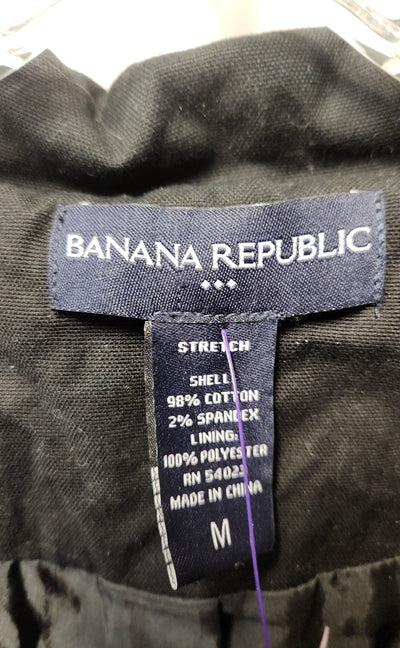 BANANA REPUBLIC
STRETCH
SHELL:
98% COTTON
2% SPANDEX
LINING:
100% POLYESTER
RN 54023
MADE IN CHINA
M